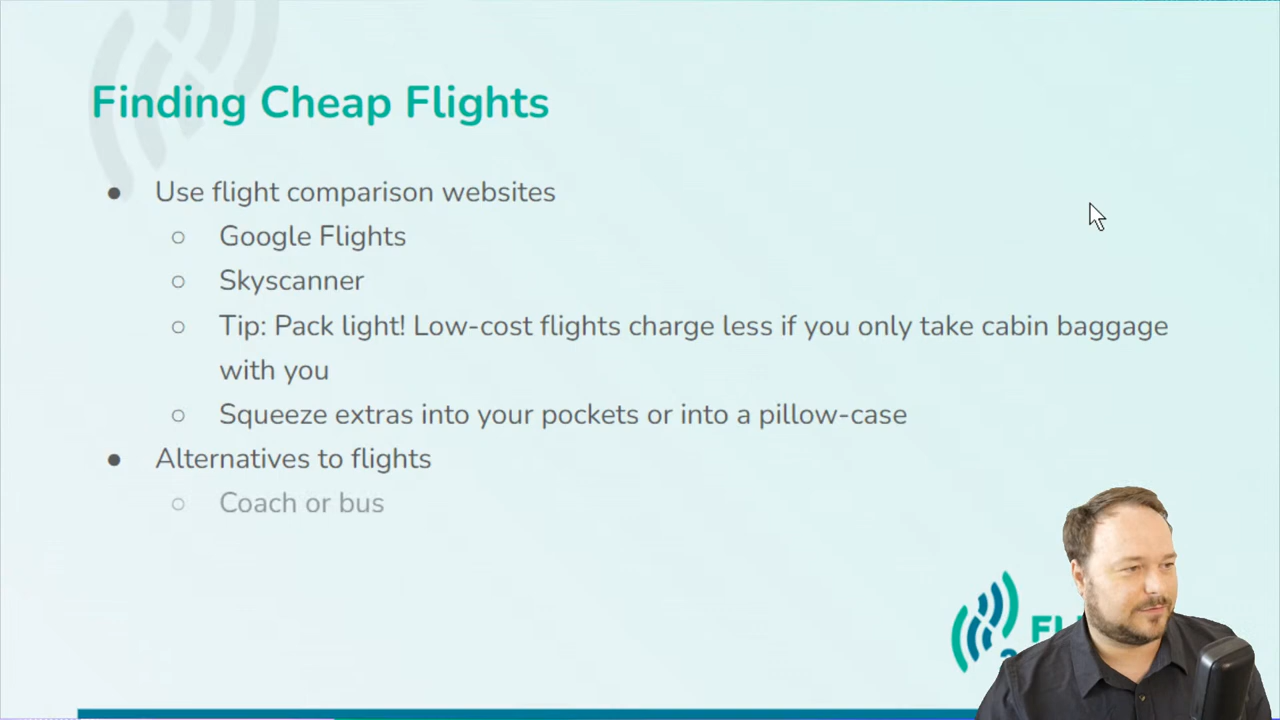 Finding Cheap Flights
● Use flight comparison websites
○ Google Flights
○ Skyscanner
○ Tip: Pack light! Low-cost flights charge less if you only take cabin baggage
with you
○ Squeeze extras into your pockets or into a pillow-case
● Alternatives to flights
○ Coach or bus